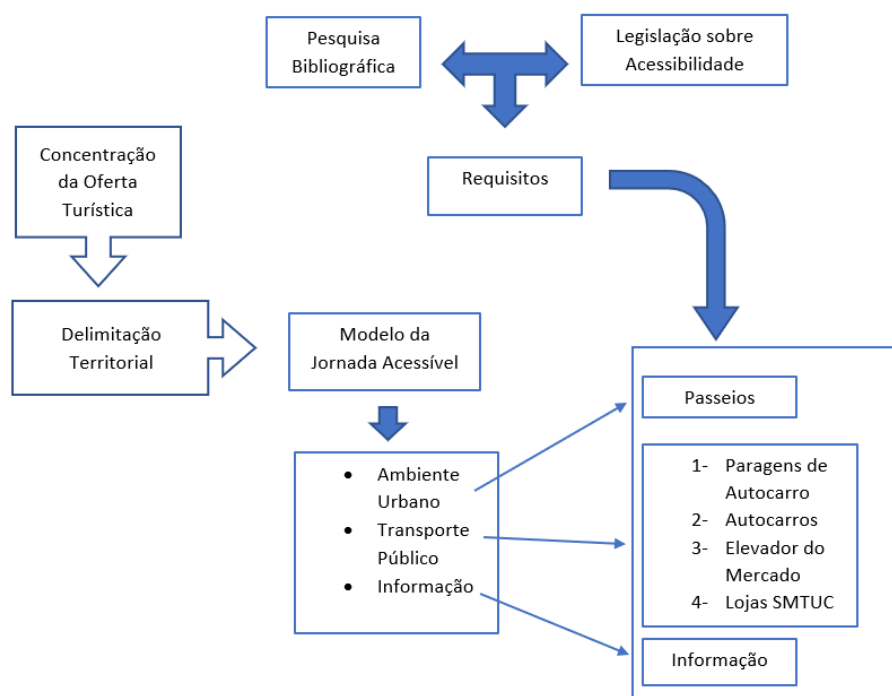 Pesquisa
Bibliográfica
Legislação sobre
Acessibilidade
Concentração
da Oferta
Turística
Requisitos
Delimitação
Territorial
Modelo da
Jornada Acessível
Passeios
• Ambiente
Urbano
• Transporte
Público
• Informação
1- Paragens de
Autocarro
2- Autocarros
3- Elevador do
Mercado
4- Lojas SMTUC
Informação